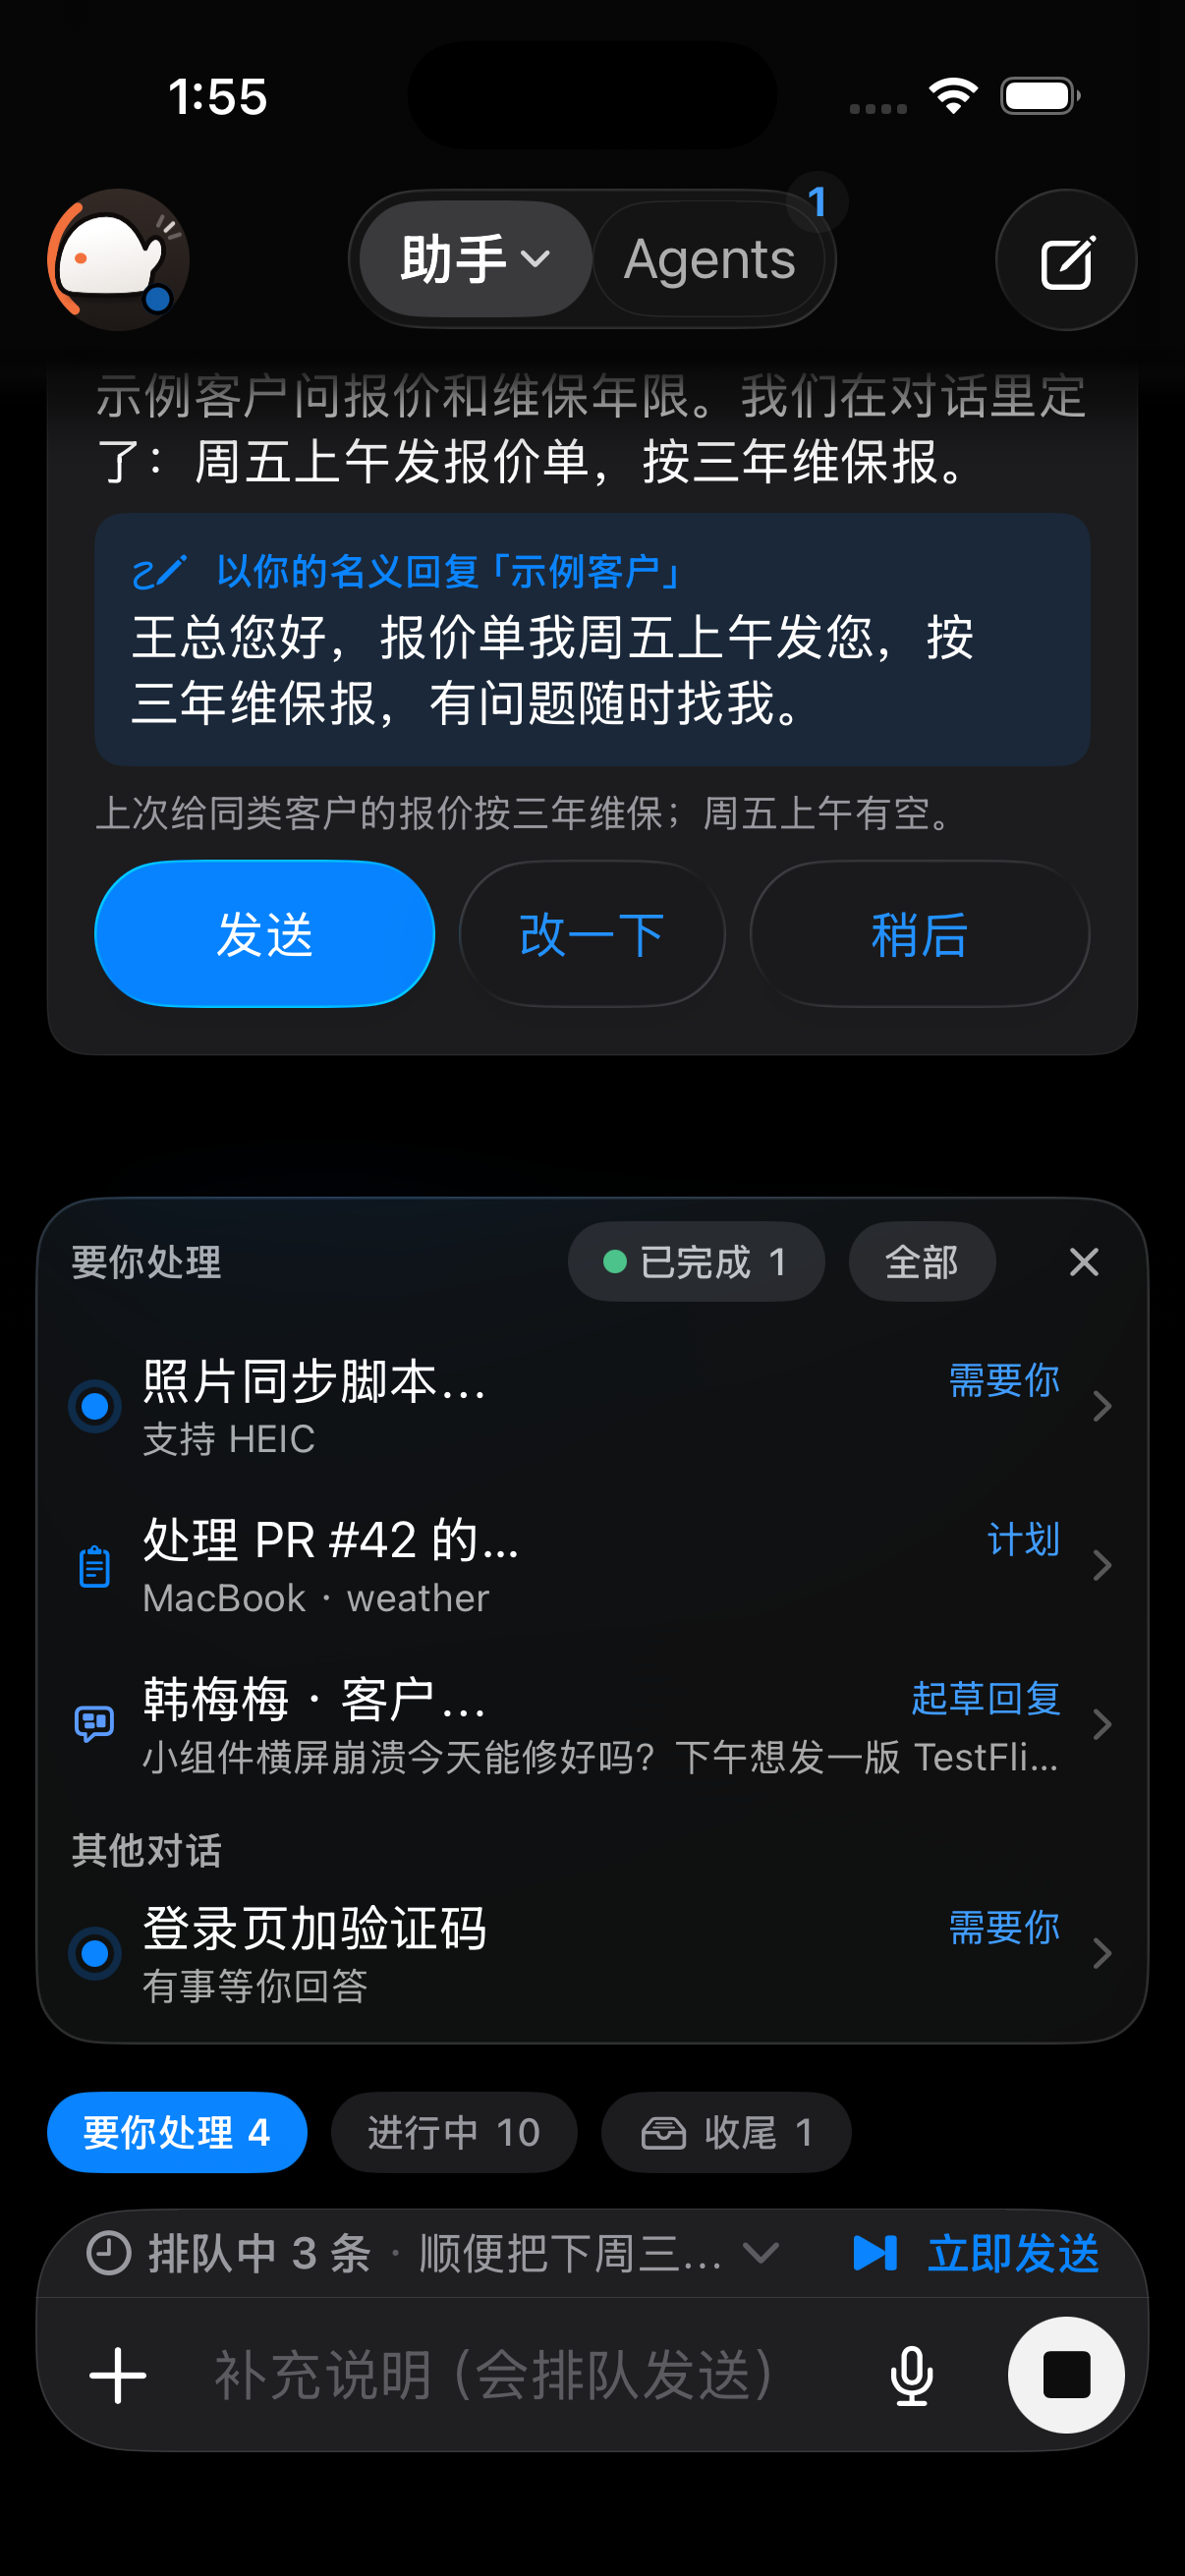 1:55
助手
Agents
1
示例客户问报价和维保年限。我们在对话里定
了：周五上午发报价单，按三年维保报。
以你的名义回复「示例客户」
王总您好，报价单我周五上午发您，按
三年维保报，有问题随时找我。
上次给同类客户的报价按三年维保；周五上午有空。
发送
改一下
稍后
要你处理
已完成 1
全部
照片同步脚本…
需要你
支持 HEIC
处理 PR #42 的...
计划
MacBook · weather
韩梅梅 · 客户…
起草回复
小组件横屏崩溃今天能修好吗？下午想发一版 TestFli...
其他对话
登录页加验证码
需要你
有事等你回答
要你处理 4
进行中 10
收尾 1
排队中 3 条 · 顺便把下周三…
立即发送
补充说明（会排队发送）